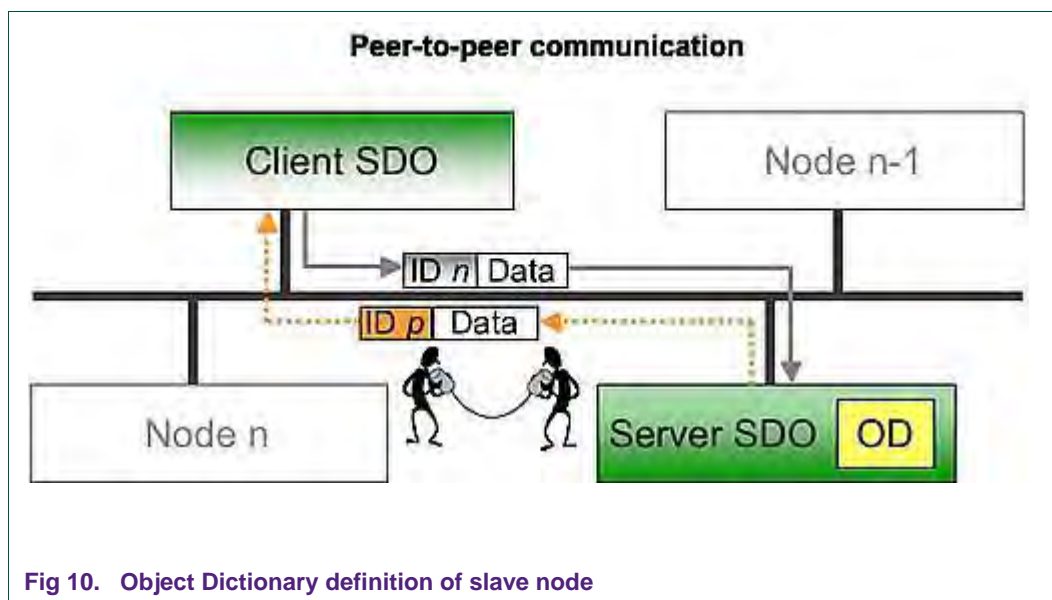 Peer-to-peer communication
Client SDO
Node n-1
ID n Data
ID p Data
Node n
Server SDO OD
Fig 10. Object Dictionary definition of slave node